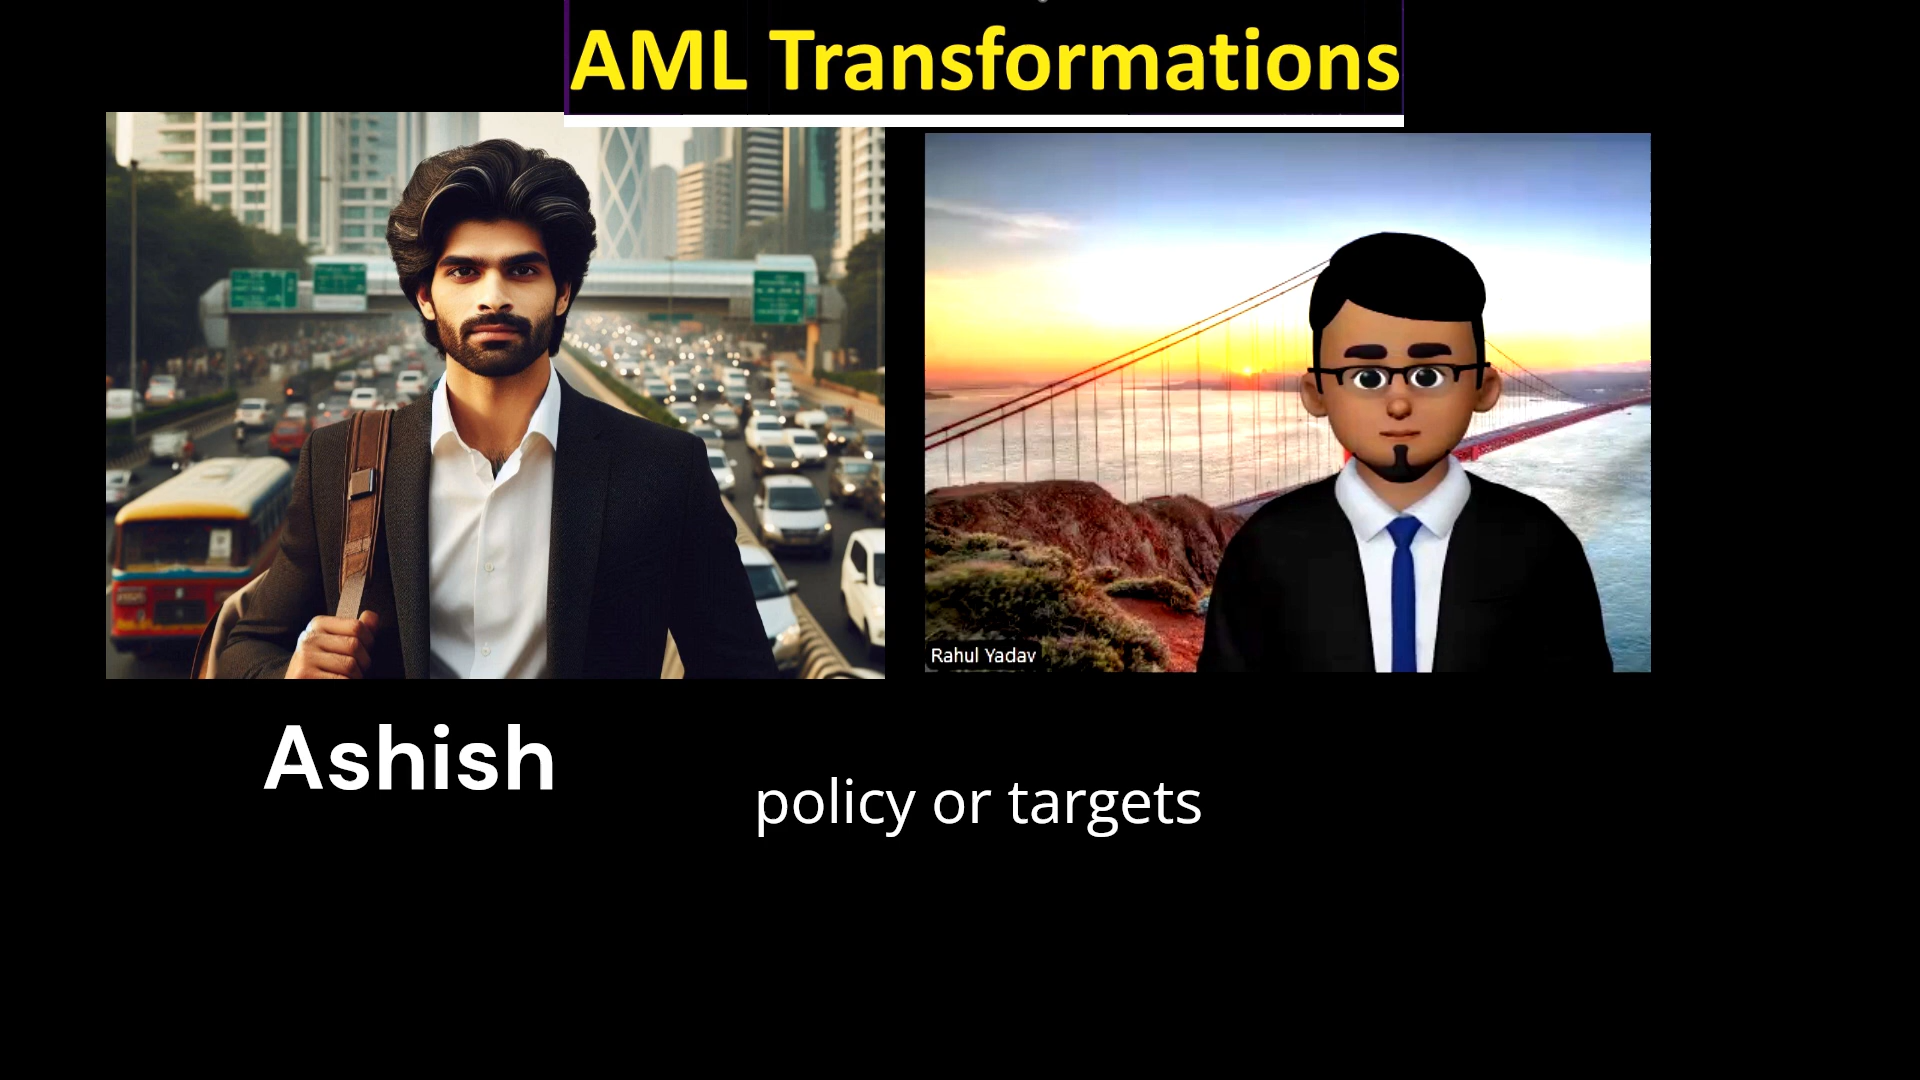 AML Transformations
Rahul Yadav
Ashish
policy or targets